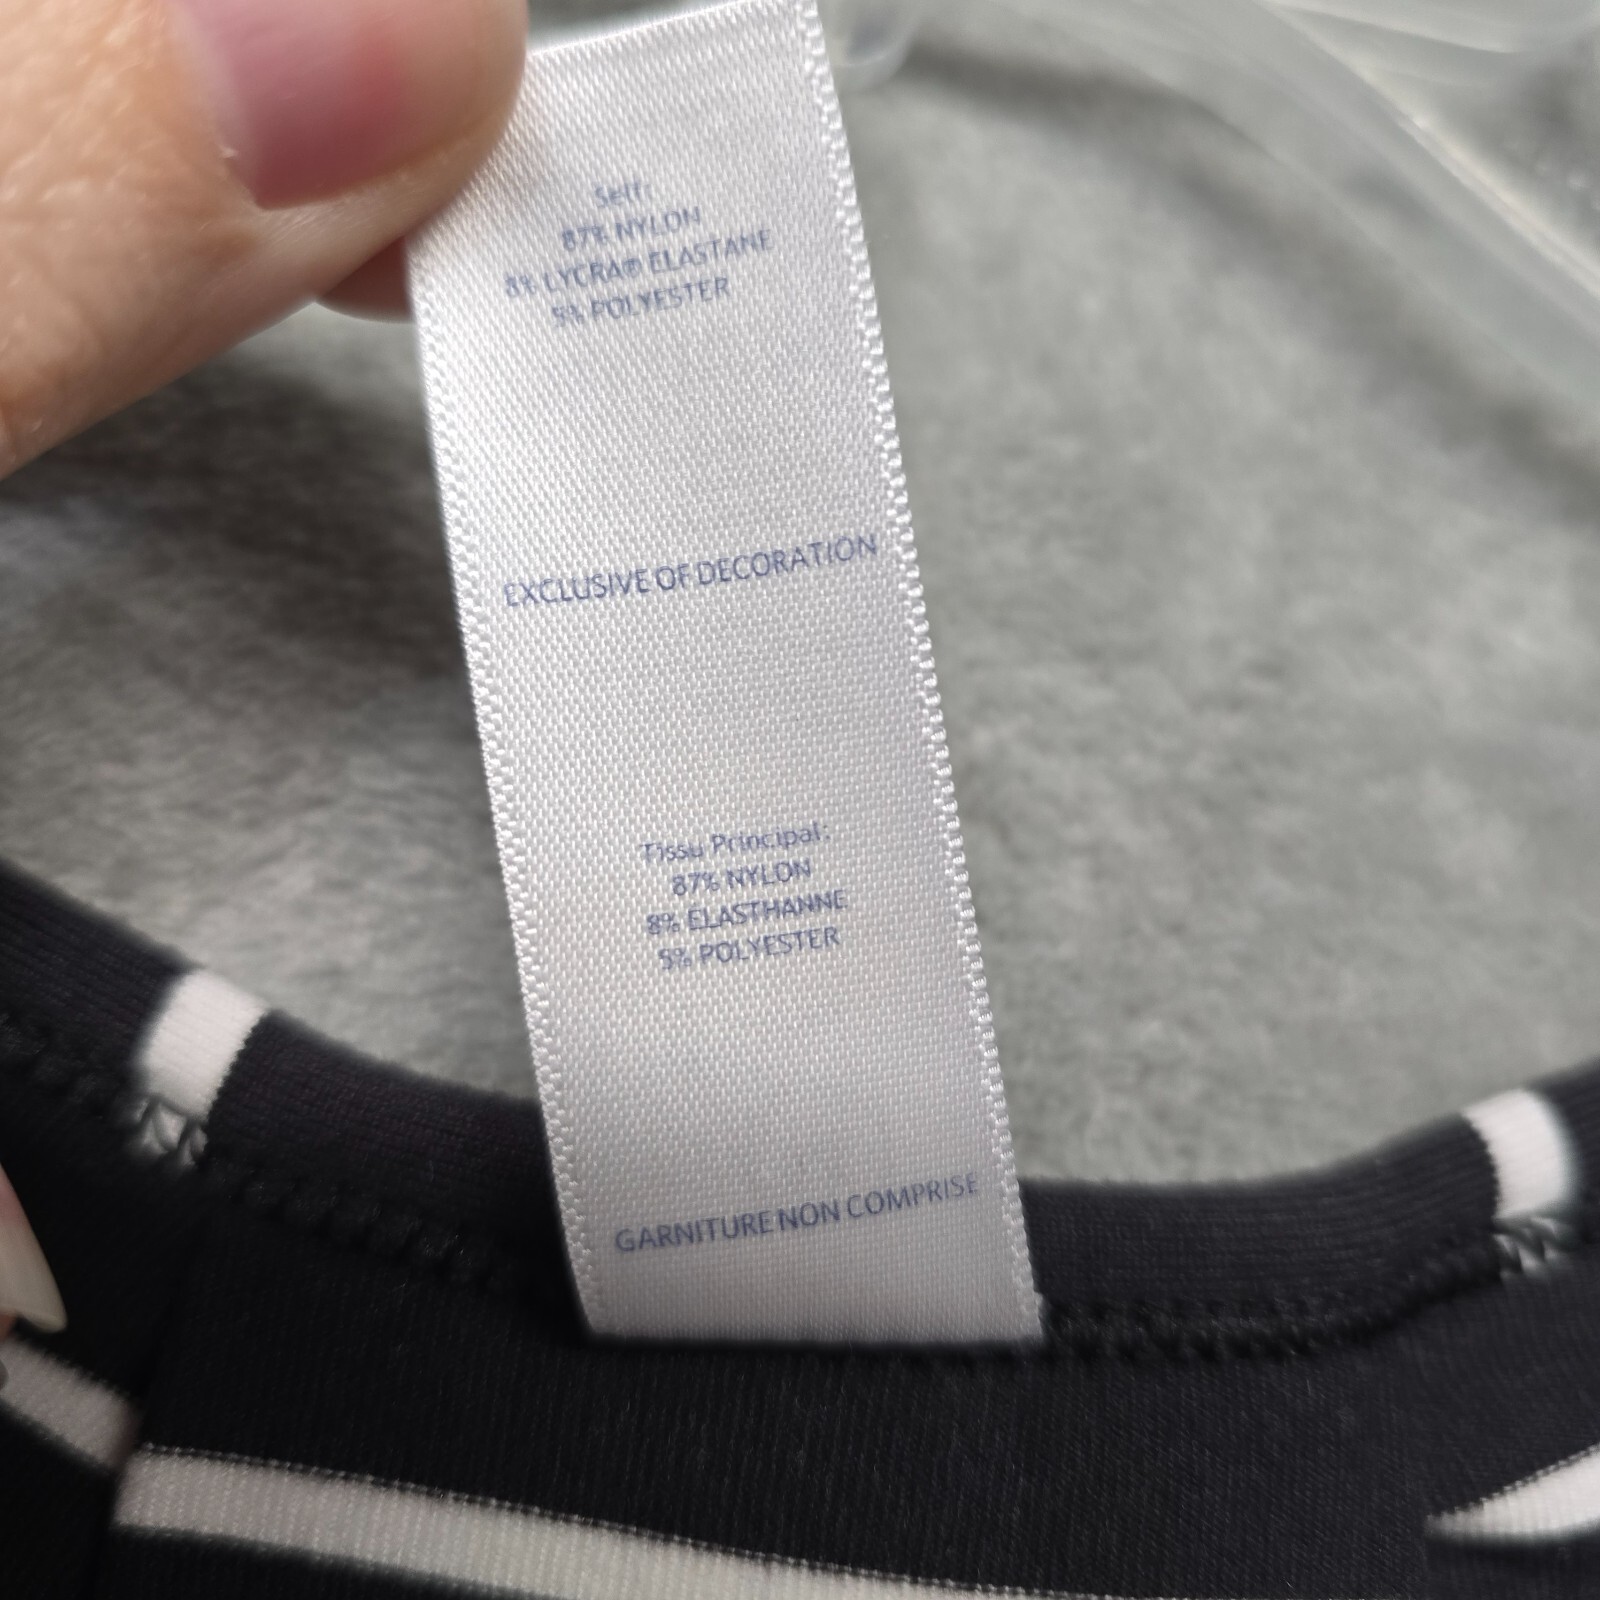 Self:
87% NYLON
8% LYCRA® ELASTANE
5% POLYESTER
EXCLUSIVE OF DECORATION
Tissu Principal:
87% NYLON
8% ÉLASTHANNE
5% POLYESTER
GARNITURE NON COMPRISE